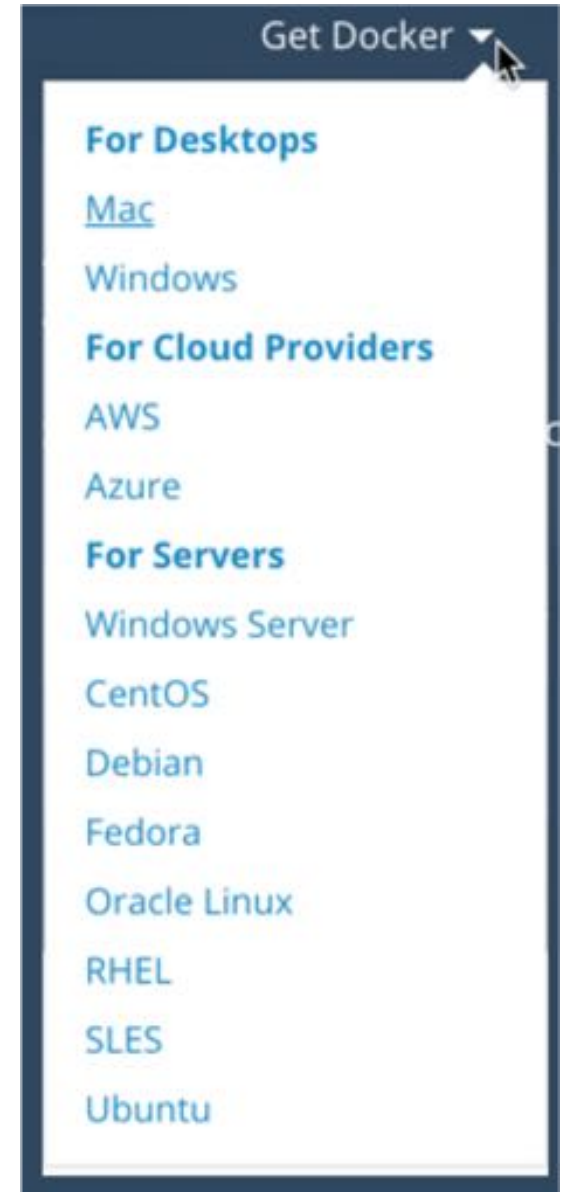 Get Docker
For Desktops
Mac
Windows
For Cloud Providers
AWS
Azure
For Servers
Windows Server
CentOS
Debian
Fedora
Oracle Linux
RHEL
SLES
Ubuntu